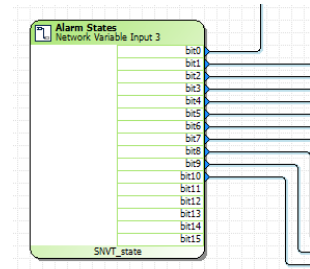 Alarm States
Network Variable Input 3
bit0
bit1
bit2
bit3
bit4
bit5
bit6
bit7
bit8
bit9
bit10
bit11
bit12
bit13
bit14
bit15
SNVT_state